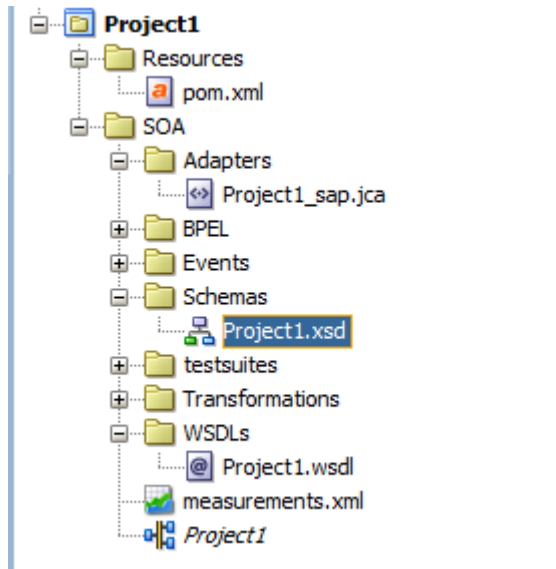 Project1
Resources
pom.xml
SOA
Adapters
Project1_sap.jca
BPEL
Events
Schemas
Project1.xsd
testsuites
Transformations
WSDLs
Project1.wsdl
measurements.xml
Project1